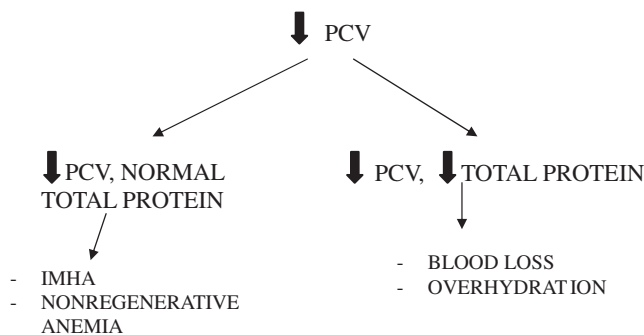 PCV
PCV, NORMAL
TOTAL PROTEIN
PCV, TOTAL PROTEIN
- IMHA
- NONREGENERATIVE
ANEMIA
- BLOOD LOSS
- OVERHYDRATION